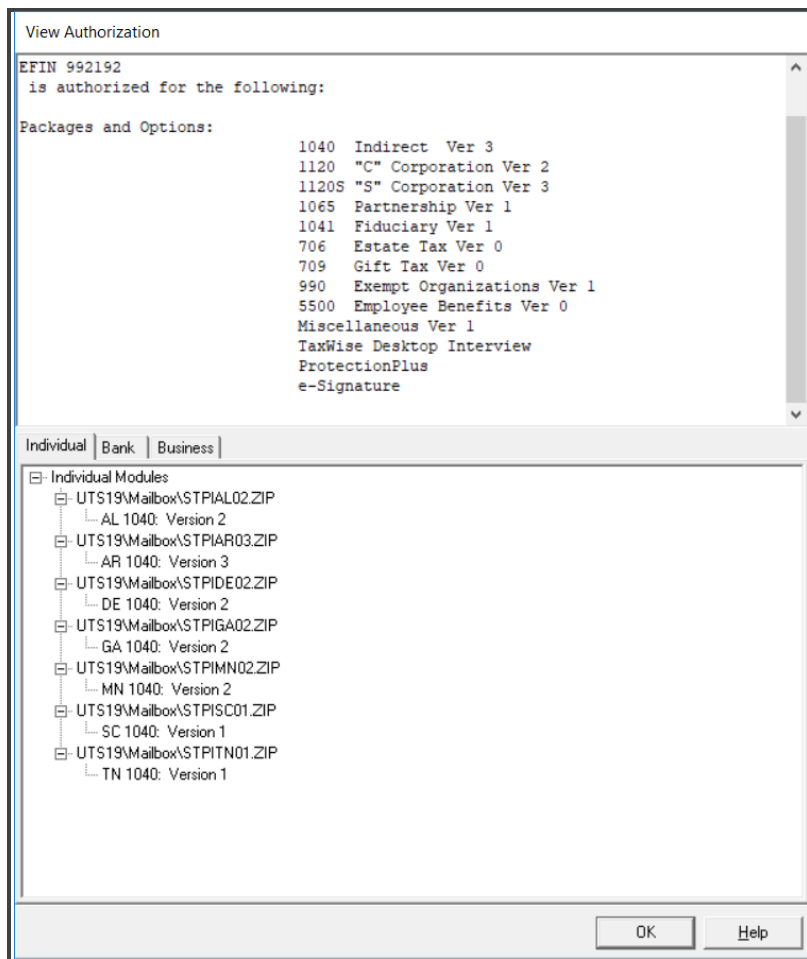 View Authorization
EFIN 992192
is authorized for the following:
Packages and Options:
1040 Indirect Ver 3
1120 "C" Corporation Ver 2
1120S "S" Corporation Ver 3
1065 Partnership Ver 1
1041 Fiduciary Ver 1
706 Estate Tax Ver 0
709 Gift Tax Ver 0
990 Exempt Organizations Ver 1
5500 Employee Benefits Ver 0
Miscellaneous Ver 1
TaxWise Desktop Interview
ProtectionPlus
e-Signature
Individual Bank Business
Individual Modules
UTS19\Mailbox\STPIAL02.ZIP
AL 1040: Version 2
UTS19\Mailbox\STPIAR03.ZIP
AR 1040: Version 3
UTS19\Mailbox\STPIDE02.ZIP
DE 1040: Version 2
UTS19\Mailbox\STPIGA02.ZIP
GA 1040: Version 2
UTS19\Mailbox\STPIMN02.ZIP
MN 1040: Version 2
UTS19\Mailbox\STPISC01.ZIP
SC 1040: Version 1
UTS19\Mailbox\STPITN01.ZIP
TN 1040: Version 1
OK Help